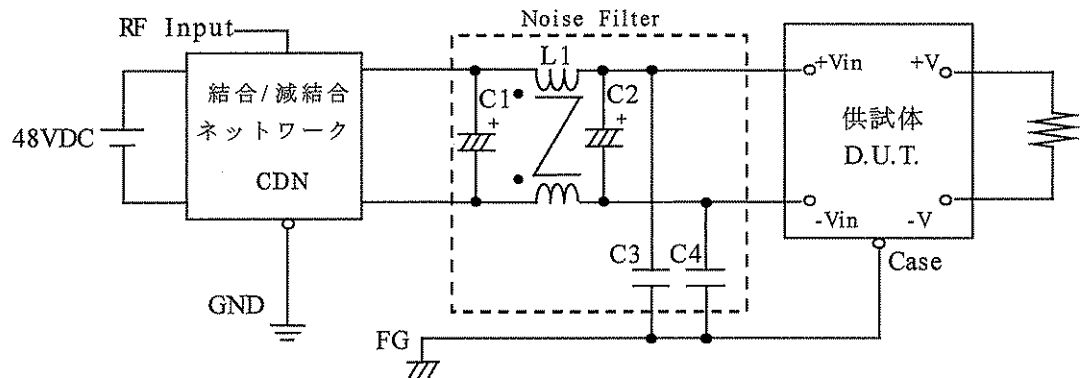 Noise Filter
RF Input
L1
結合/減結合
ネットワーク
CDN
48VDC
C1
+
C2
+
+Vin
+V
供試体
D.U.T.
-Vin
-V
C3
C4
Case
GND
FG